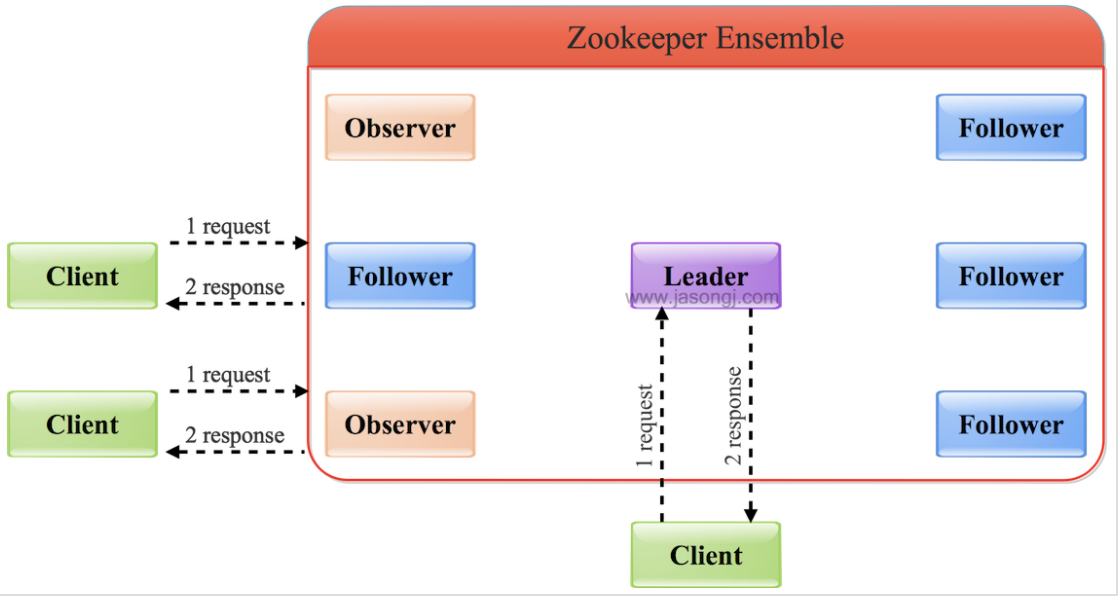 Zookeeper Ensemble
Observer
Follower
1 request
Client
Follower
Leader
Follower
www.jasongj.com
2 response
1 request
Client
Observer
Follower
2 response
1 request
2 response
Client